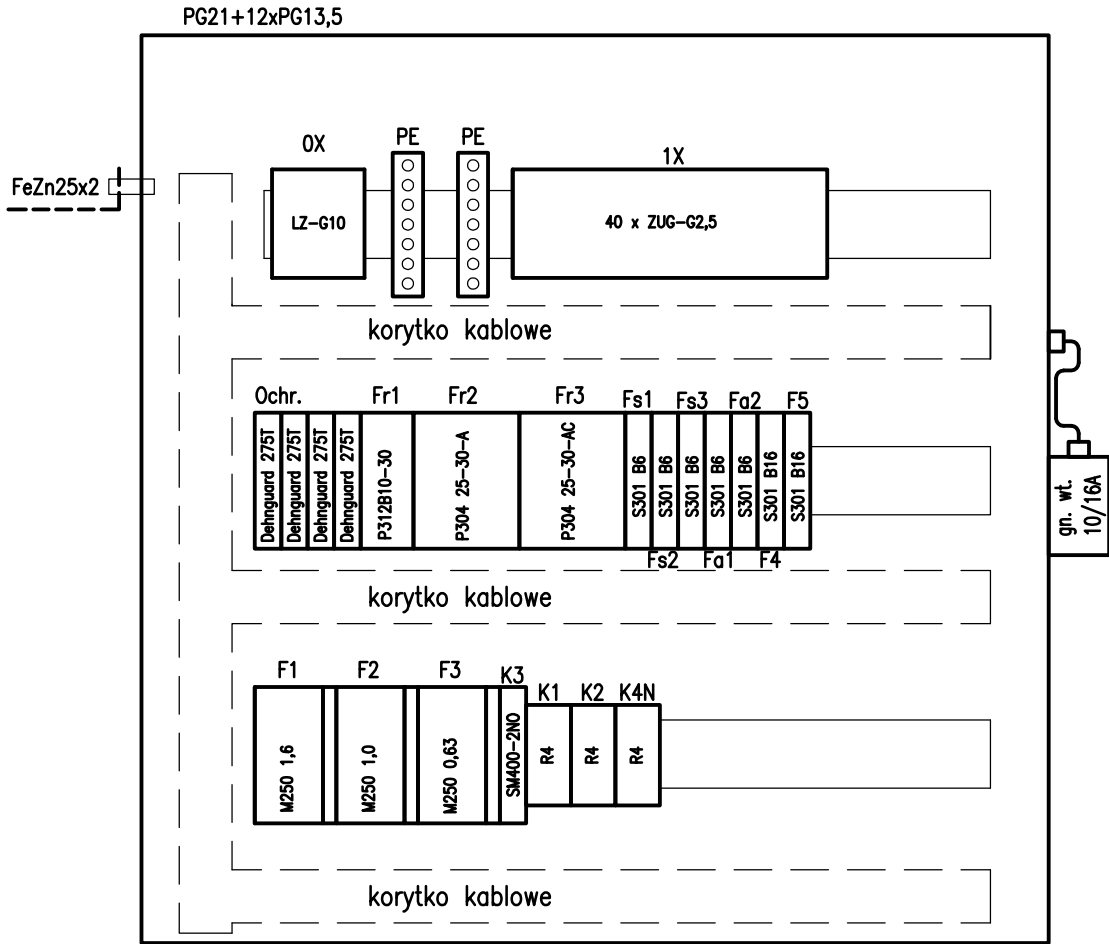 PG21+12xPG13,5
FeZn25x2
0X
PE
PE
1X
LZ-G10
40 x ZUG-G2,5
korytko kablowe
Ochr.
Fr1
Fr2
Fr3
Fs1
Fs3
Fa2
F5
Dehnguard 275T
Dehnguard 275T
Dehnguard 275T
Dehnguard 275T
P312B10-30
P304 25-30-A
P304 25-30-AC
S301 B6
S301 B6
S301 B6
S301 B6
S301 B6
S301 B16
S301 B16
Fs2
Fa1
F4
gn. wt.
10/16A
korytko kablowe
F1
F2
F3
K3
K1
K2
K4N
M250 1,6
M250 1,0
M250 0,63
SM400-2NO
R4
R4
R4
korytko kablowe